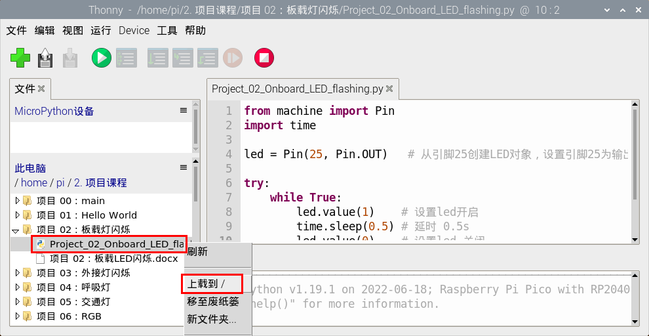 Thonny - /home/pi/2. 项目课程/项目 02：板载灯闪烁/Project_02_Onboard_LED_flashing.py @ 10 : 2
文件 编辑 视图 运行 Device 工具 帮助
文件
MicroPython设备
此电脑
/ home / pi / 2. 项目课程
项目 00：main
项目 01：Hello World
项目 02：板载灯闪烁
Project_02_Onboard_LED_fla
项目 02：板载LED闪烁.docx
项目 03：外接灯闪烁
项目 04：呼吸灯
项目 05：交通灯
项目 06：RGB
刷新
上载到 /
移至废纸篓
新文件夹...
Project_02_Onboard_LED_flashing.py
1 from machine import Pin
2 import time
3
4 led = Pin(25, Pin.OUT) # 从引脚25创建LED对象，设置引脚25为输出
5
6 try:
7 while True:
8 led.value(1) # 设置led开启
9 time.sleep(0.5) # 延时 0.5s
10 led.value(0) # 设置led 关闭
ython v1.19.1 on 2022-06-18; Raspberry Pi Pico with RP2040
help()" for more information.